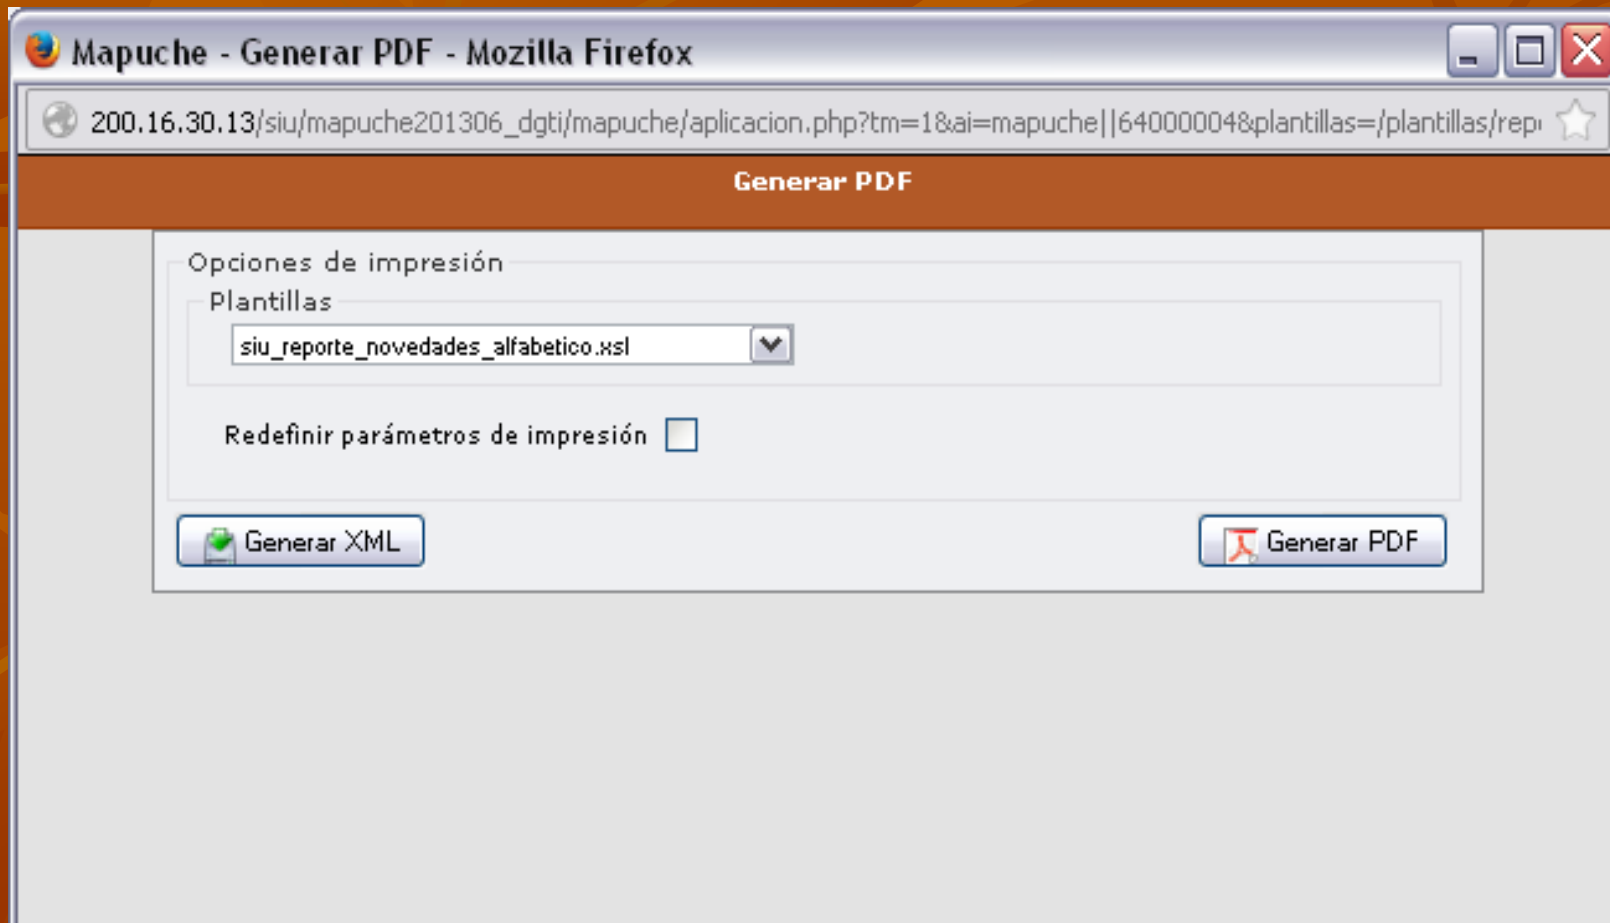 Mapuche - Generar PDF - Mozilla Firefox
200.16.30.13/siu/mapuche201306_dgti/mapuche/aplicacion.php?tm=1&ai=mapuche||64000004&plantillas=/plantillas/rep
Generar PDF
Opciones de impresión
Plantillas
siu_reporte_novedades_alfabetico.xsl
Redefinir parámetros de impresión
Generar XML
Generar PDF